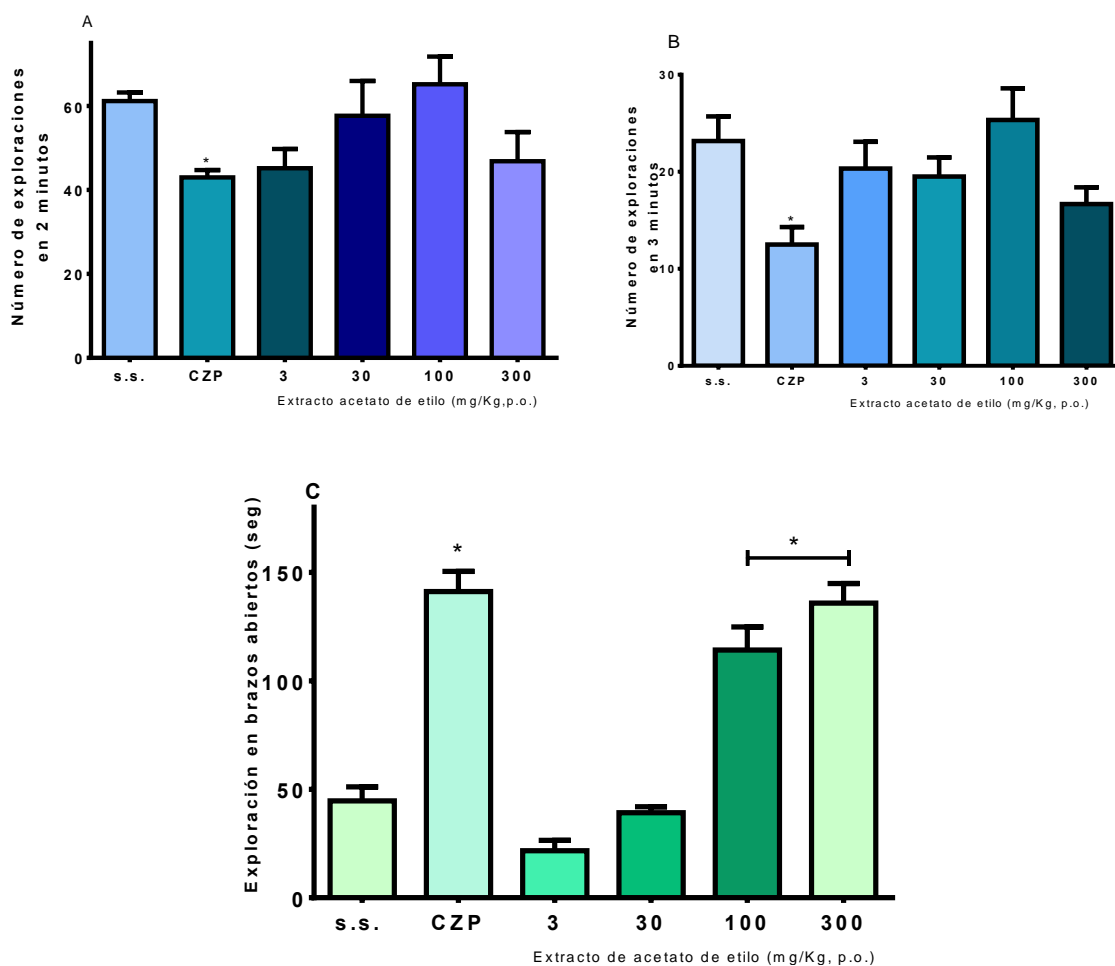 A
Número de exploraciones
en 2 minutos
60
40
20
0
*
s.s. CZP 3 30 100 300
Extracto acetato de etilo (mg/Kg,p.o.)
B
Número de exploraciones
en 3 minutos
30
20
10
0
*
s.s. CZP 3 30 100 300
Extracto acetato de etilo (mg/Kg, p.o.)
C
Exploración en brazos abiertos (seg)
150
100
50
0
*
*
s.s. CZP 3 30 100 300
Extracto de acetato de etilo (mg/Kg, p.o.)